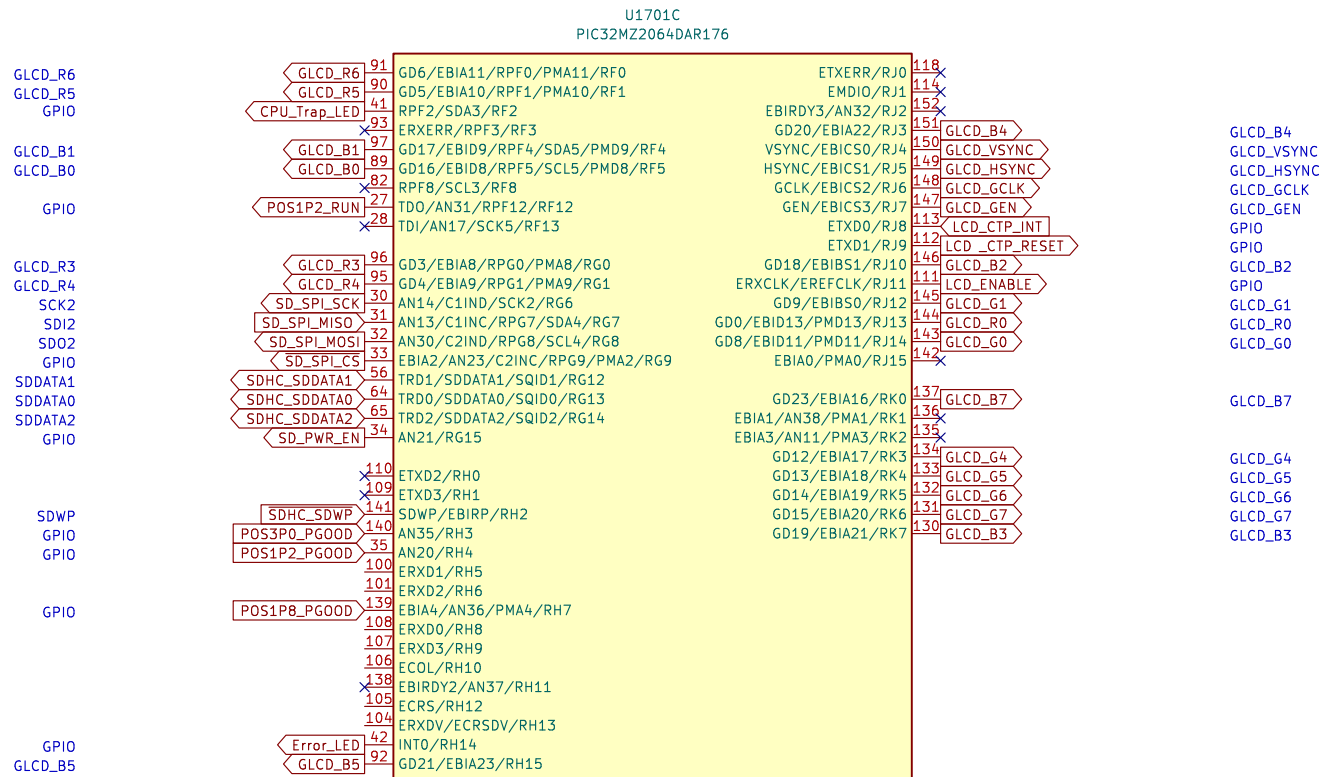 U1701C
PIC32MZ2064DAR176
GLCD_R6 GLCD_R6 91 GD6/EBIA11/RPF0/PMA11/RF0 ETXERR/RJ0 118
GLCD_R5 GLCD_R5 90 GD5/EBIA10/RPF1/PMA10/RF1 EMDIO/RJ1 114
GPIO CPU_Trap_LED 41 RPF2/SDA3/RF2 EBIRDY3/AN32/RJ2 152
93 ERXERR/RPF3/RF3 GD20/EBIA22/RJ3 151 GLCD_B4 GLCD_B4
GLCD_B1 GLCD_B1 97 GD17/EBID9/RPF4/SDA5/PMD9/RF4 VSYNC/EBICS0/RJ4 150 GLCD_VSYNC GLCD_VSYNC
GLCD_B0 GLCD_B0 89 GD16/EBID8/RPF5/SCL5/PMD8/RF5 HSYNC/EBICS1/RJ5 149 GLCD_HSYNC GLCD_HSYNC
82 RPF8/SCL3/RF8 GCLK/EBICS2/RJ6 148 GLCD_GCLK GLCD_GCLK
GPIO POS1P2_RUN 27 TDO/AN31/RPF12/RF12 GEN/EBICS3/RJ7 147 GLCD_GEN GLCD_GEN
28 TDI/AN17/SCK5/RF13 ETXD0/RJ8 113 LCD_CTP_INT GPIO
ETXD1/RJ9 112 LCD _CTP_RESET GPIO
GLCD_R3 GLCD_R3 96 GD3/EBIA8/RPG0/PMA8/RG0 GD18/EBIBS1/RJ10 146 GLCD_B2 GLCD_B2
GLCD_R4 GLCD_R4 95 GD4/EBIA9/RPG1/PMA9/RG1 ERXCLK/EREFCLK/RJ11 111 LCD_ENABLE GPIO
SCK2 SD_SPI_SCK 30 AN14/C1IND/SCK2/RG6 GD9/EBIBS0/RJ12 145 GLCD_G1 GLCD_G1
SDI2 SD_SPI_MISO 31 AN13/C1INC/RPG7/SDA4/RG7 GD0/EBID13/PMD13/RJ13 144 GLCD_R0 GLCD_R0
SDO2 SD_SPI_MOSI 32 AN30/C2IND/RPG8/SCL4/RG8 GD8/EBID11/PMD11/RJ14 143 GLCD_G0 GLCD_G0
GPIO SD_SPI_CS 33 EBIA2/AN23/C2INC/RPG9/PMA2/RG9 EBIA0/PMA0/RJ15 142
SDDATA1 SDHC_SDDATA1 56 TRD1/SDDATA1/SQID1/RG12
SDDATA0 SDHC_SDDATA0 64 TRD0/SDDATA0/SQID0/RG13 GD23/EBIA16/RK0 137 GLCD_B7 GLCD_B7
SDDATA2 SDHC_SDDATA2 65 TRD2/SDDATA2/SQID2/RG14 EBIA1/AN38/PMA1/RK1 136
GPIO SD_PWR_EN 34 AN21/RG15 EBIA3/AN11/PMA3/RK2 135
GD12/EBIA17/RK3 134 GLCD_G4 GLCD_G4
110 ETXD2/RH0 GD13/EBIA18/RK4 133 GLCD_G5 GLCD_G5
109 ETXD3/RH1 GD14/EBIA19/RK5 132 GLCD_G6 GLCD_G6
SDWP SDHC_SDWP 141 SDWP/EBIRP/RH2 GD15/EBIA20/RK6 131 GLCD_G7 GLCD_G7
GPIO POS3P0_PGOOD 140 AN35/RH3 GD19/EBIA21/RK7 130 GLCD_B3 GLCD_B3
GPIO POS1P2_PGOOD 35 AN20/RH4
100 ERXD1/RH5
101 ERXD2/RH6
GPIO POS1P8_PGOOD 139 EBIA4/AN36/PMA4/RH7
108 ERXD0/RH8
107 ERXD3/RH9
106 ECOL/RH10
138 EBIRDY2/AN37/RH11
105 ECRS/RH12
104 ERXDV/ECRSDV/RH13
GPIO Error_LED 42 INT0/RH14
GLCD_B5 GLCD_B5 92 GD21/EBIA23/RH15